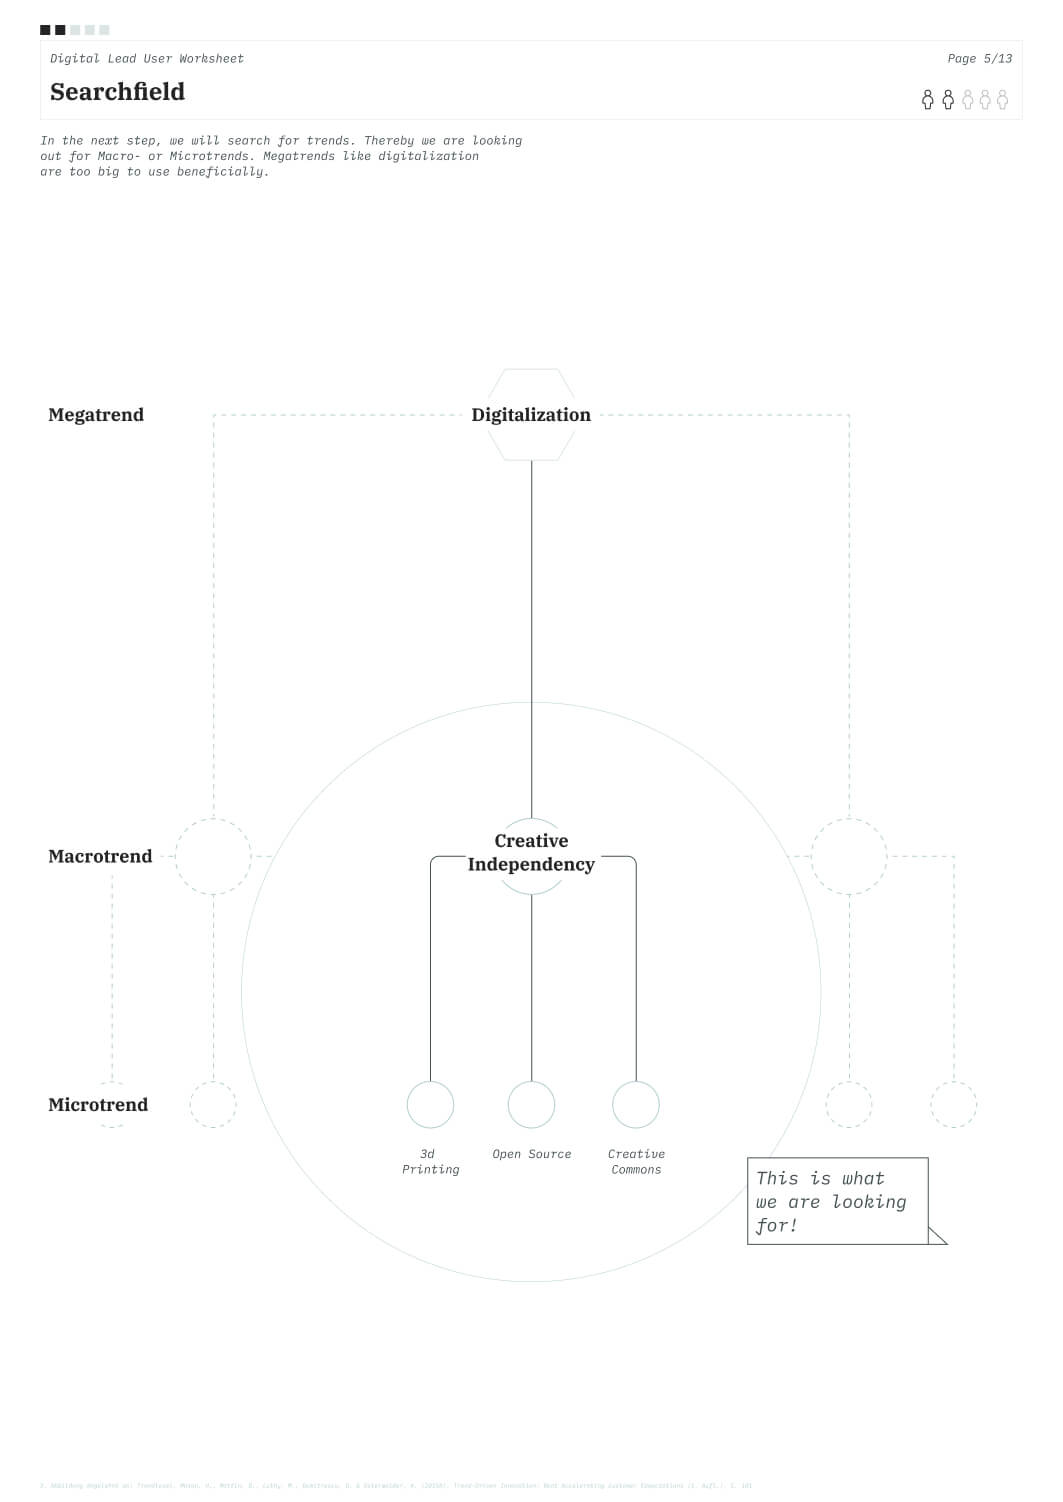 Digital Lead User Worksheet
Page 5/13
Searchfield
In the next step, we will search for trends. Thereby we are looking
out for Macro- or Microtrends. Megatrends like digitalization
are too big to use beneficially.
Megatrend
Digitalization
Macrotrend
Creative
Independency
Microtrend
3d
Printing
Open Source
Creative
Commons
This is what
we are looking
for!